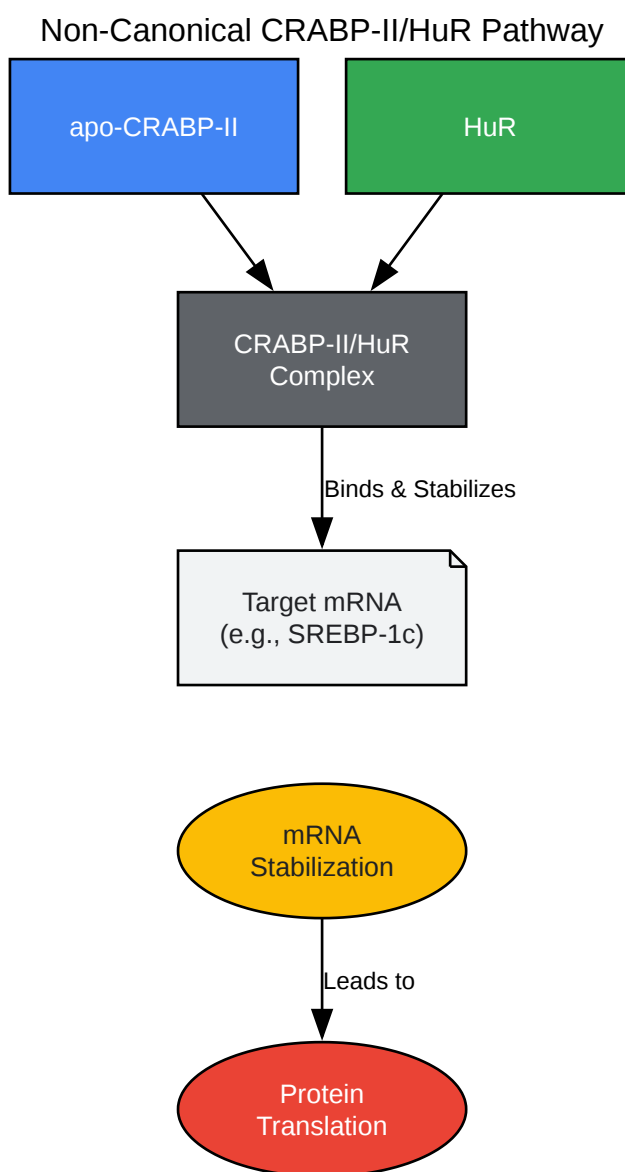 Non-Canonical CRABP-II/HuR Pathway
apo-CRABP-II
HuR
CRABP-II/HuR
Complex
Binds & Stabilizes
Target mRNA
(e.g., SREBP-1c)
mRNA
Stabilization
Leads to
Protein
Translation